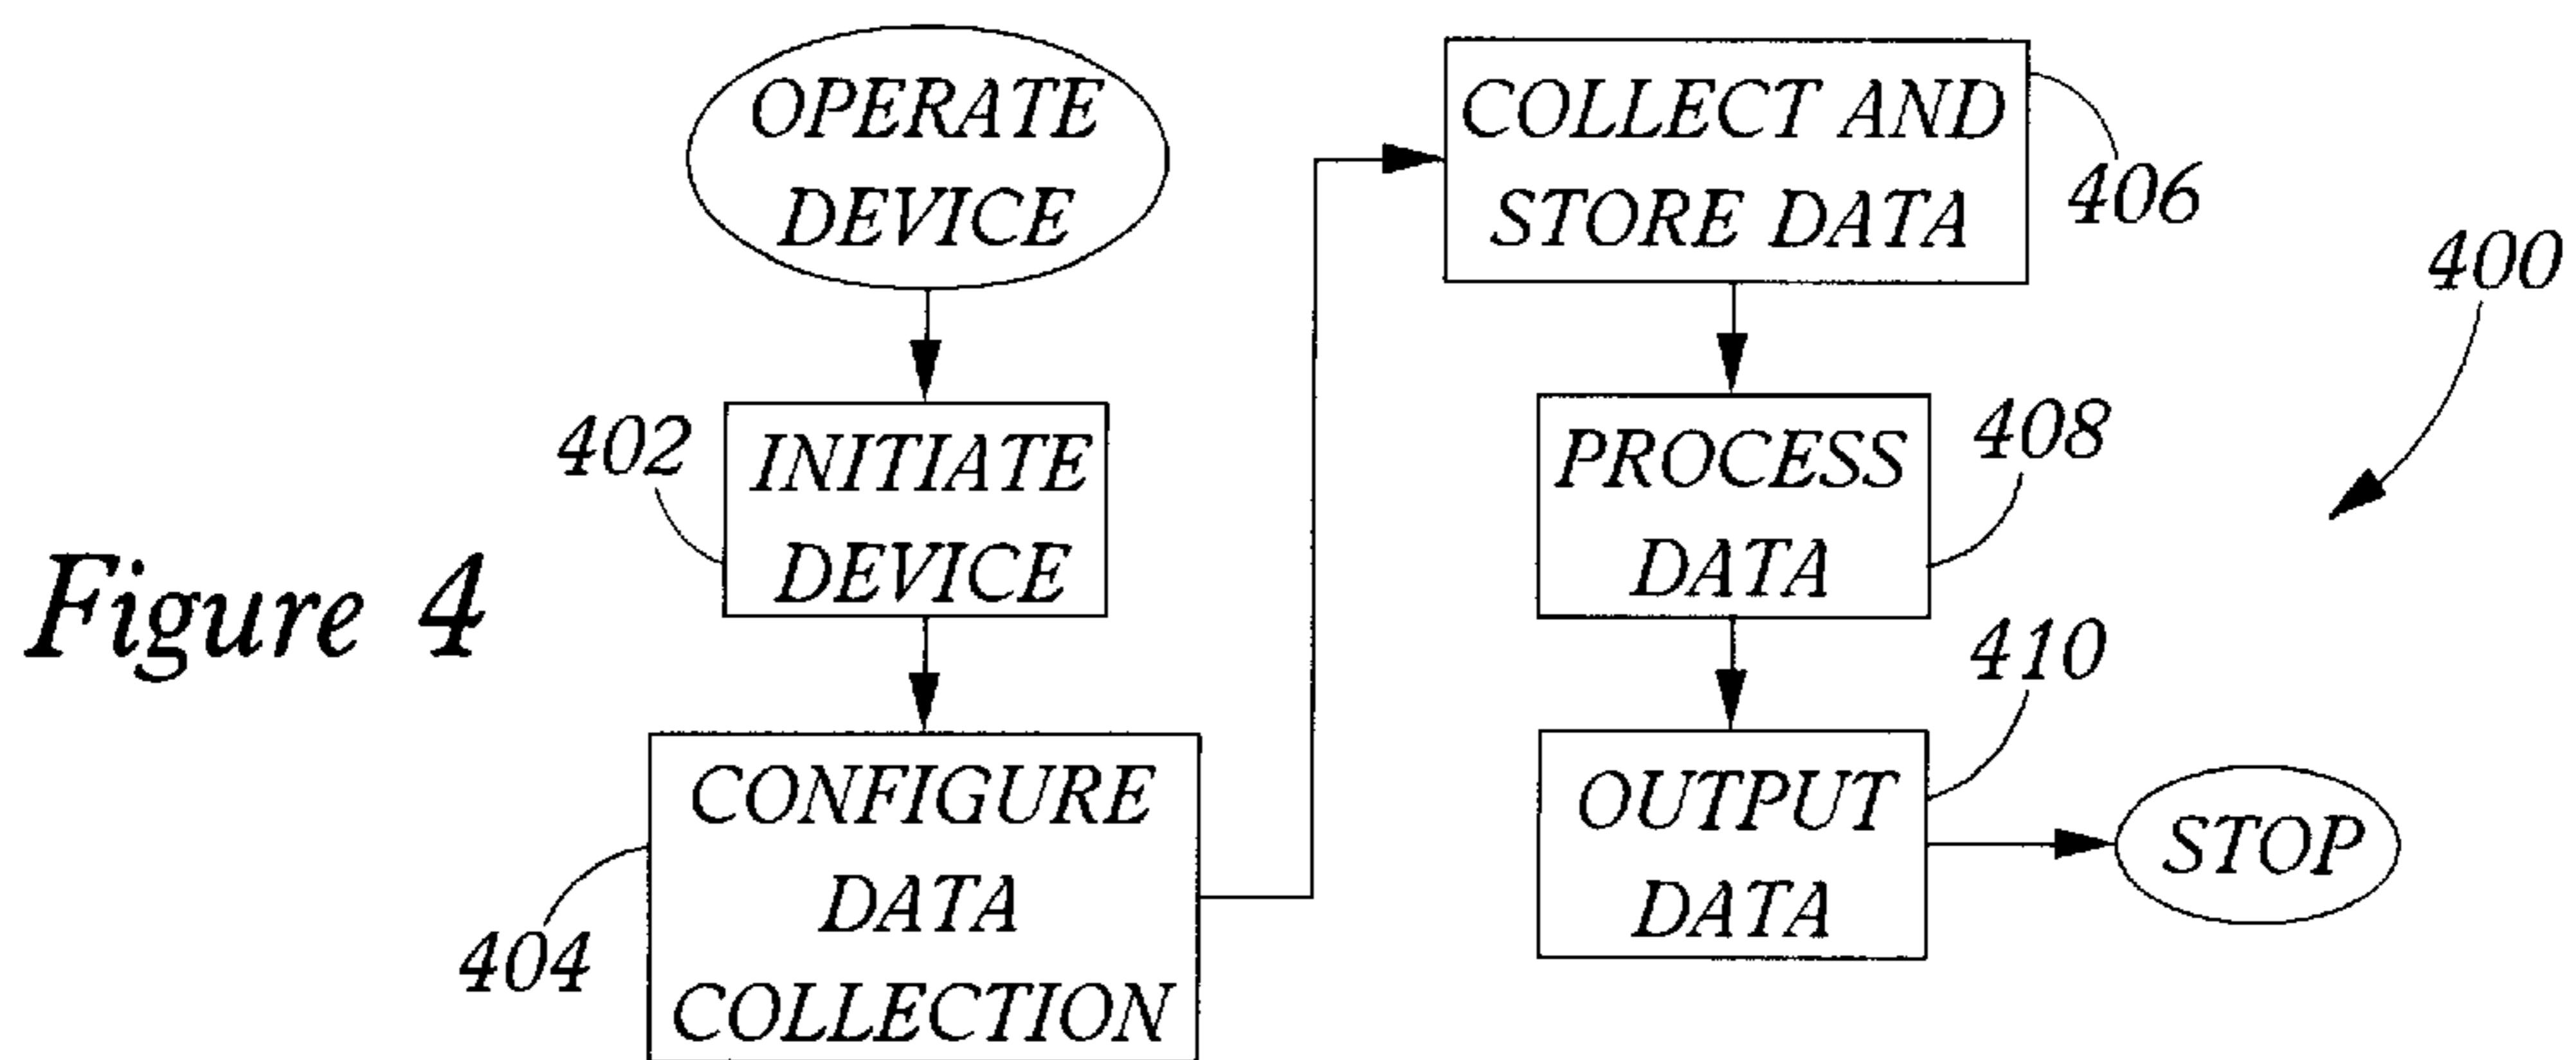 OPERATE
DEVICE
402
INITIATE
DEVICE
Figure 4
CONFIGURE
DATA
COLLECTION
404
COLLECT AND
STORE DATA
406
400
PROCESS
DATA
408
410
OUTPUT
DATA
STOP